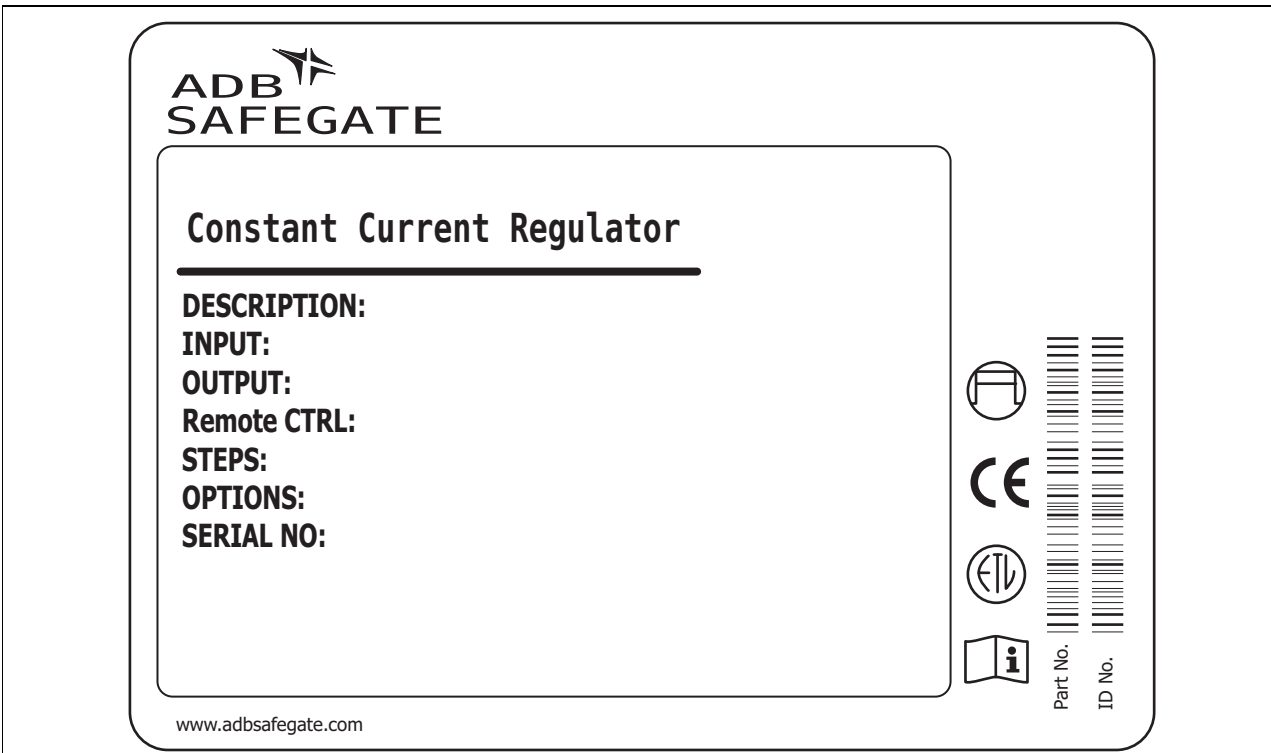 ADB
SAFEGATE
Constant Current Regulator
DESCRIPTION:
INPUT:
OUTPUT:
Remote CTRL:
STEPS:
OPTIONS:
SERIAL NO:
CE
ETL
i
Part No.
ID No.
www.adbsafegate.com